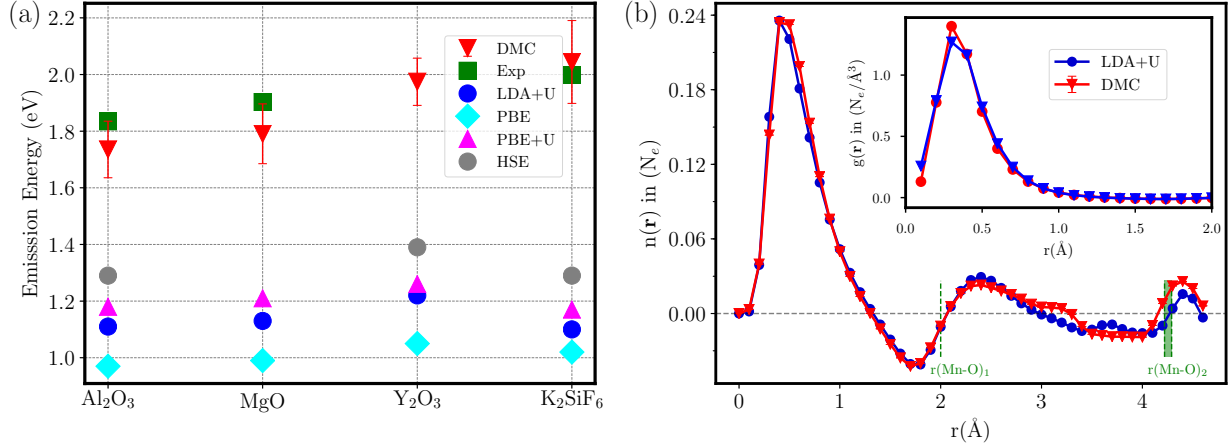 (a)
2.2
2.0
1.8
1.6
1.4
1.2
1.0
Emisssion Energy (eV)
DMC
Exp
LDA+U
PBE
PBE+U
HSE
Al₂O₃
MgO
Y₂O₃
K₂SiF₆
(b)
0.24
0.18
0.12
0.06
0.00
n(r) in (Nₑ)
r(Mn-O)₁
r(Mn-O)₂
0
1
2
3
4
r(Å)
1.0
0.5
0.0
g(r) in (Nₑ/Å³)
LDA+U
DMC
0.0
0.5
1.0
1.5
2.0
r(Å)